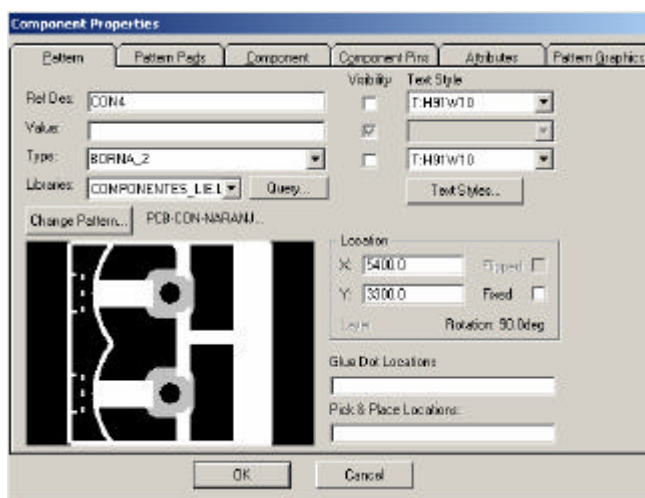 Component Properties
Pattern Pattern Pads Component Component Pins Attributes Pattern Graphics
Visibility Text Style
Ref Des: CON4 T:H91W10
Value:
Type: BORNA_2 T:H91W10
Libraries: COMPONENTES_LIE.L Query... Text Styles...
Change Pattern... PCB-CON-NARANJ...
Location
X: 5400.0 Flipped
Y: 3300.0 Fixed
Layer Rotation: 90.0deg
Glue Dot Locations
Pick & Place Locations:
OK Cancel